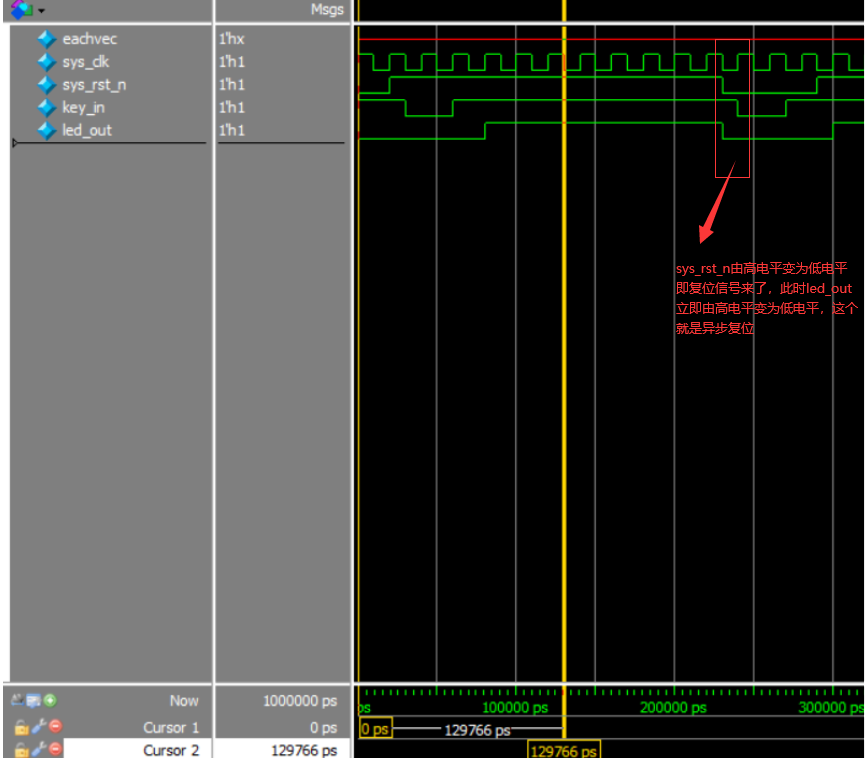 Msgs
eachvec 1'hx
sys_clk 1'h1
sys_rst_n 1'h1
key_in 1'h1
led_out 1'h1
sys_rst_n由高电平变为低电平
即复位信号来了，此时led_out
立即由高电平变为低电平，这个
就是异步复位
Now 1000000 ps
ps 100000 ps 200000 ps 300000 ps
Cursor 1 0 ps
0 ps 129766 ps
Cursor 2 129766 ps
129766 ps